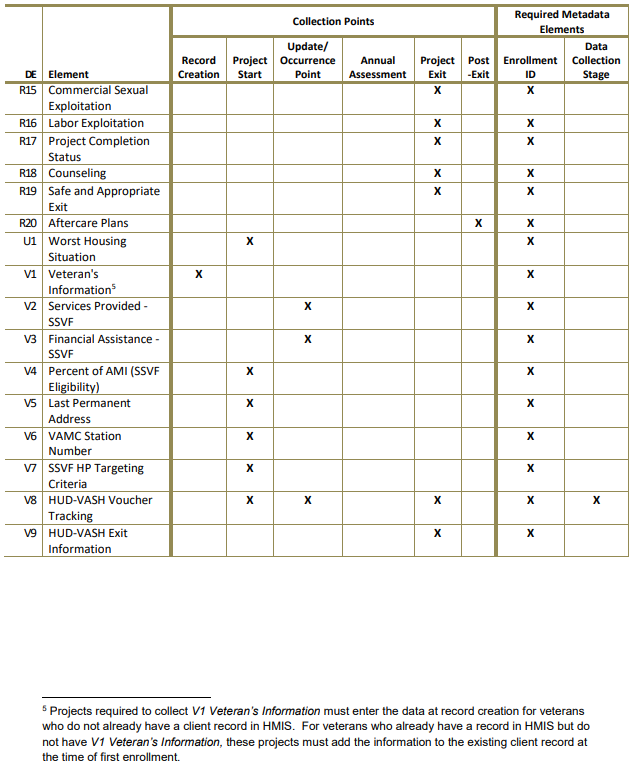 Collection Points
Required Metadata
Elements
DE Element
Record
Creation
Project
Start
Update/
Occurrence
Point
Annual
Assessment
Project
Exit
Post
-Exit
Enrollment
ID
Data
Collection
Stage
R15 Commercial Sexual X X
Exploitation
R16 Labor Exploitation X X
R17 Project Completion X X
Status
R18 Counseling X X
R19 Safe and Appropriate X X
Exit
R20 Aftercare Plans X X
U1 Worst Housing X X
Situation
V1 Veteran's X X
Information5
V2 Services Provided - X X
SSVF
V3 Financial Assistance - X X
SSVF
V4 Percent of AMI (SSVF X X
Eligibility)
V5 Last Permanent X X
Address
V6 VAMC Station X X
Number
V7 SSVF HP Targeting X X
Criteria
V8 HUD-VASH Voucher X X X X X
Tracking
V9 HUD-VASH Exit X X
Information
5 Projects required to collect V1 Veteran's Information must enter the data at record creation for veterans
who do not already have a client record in HMIS. For veterans who already have a record in HMIS but do
not have V1 Veteran's Information, these projects must add the information to the existing client record at
the time of first enrollment.